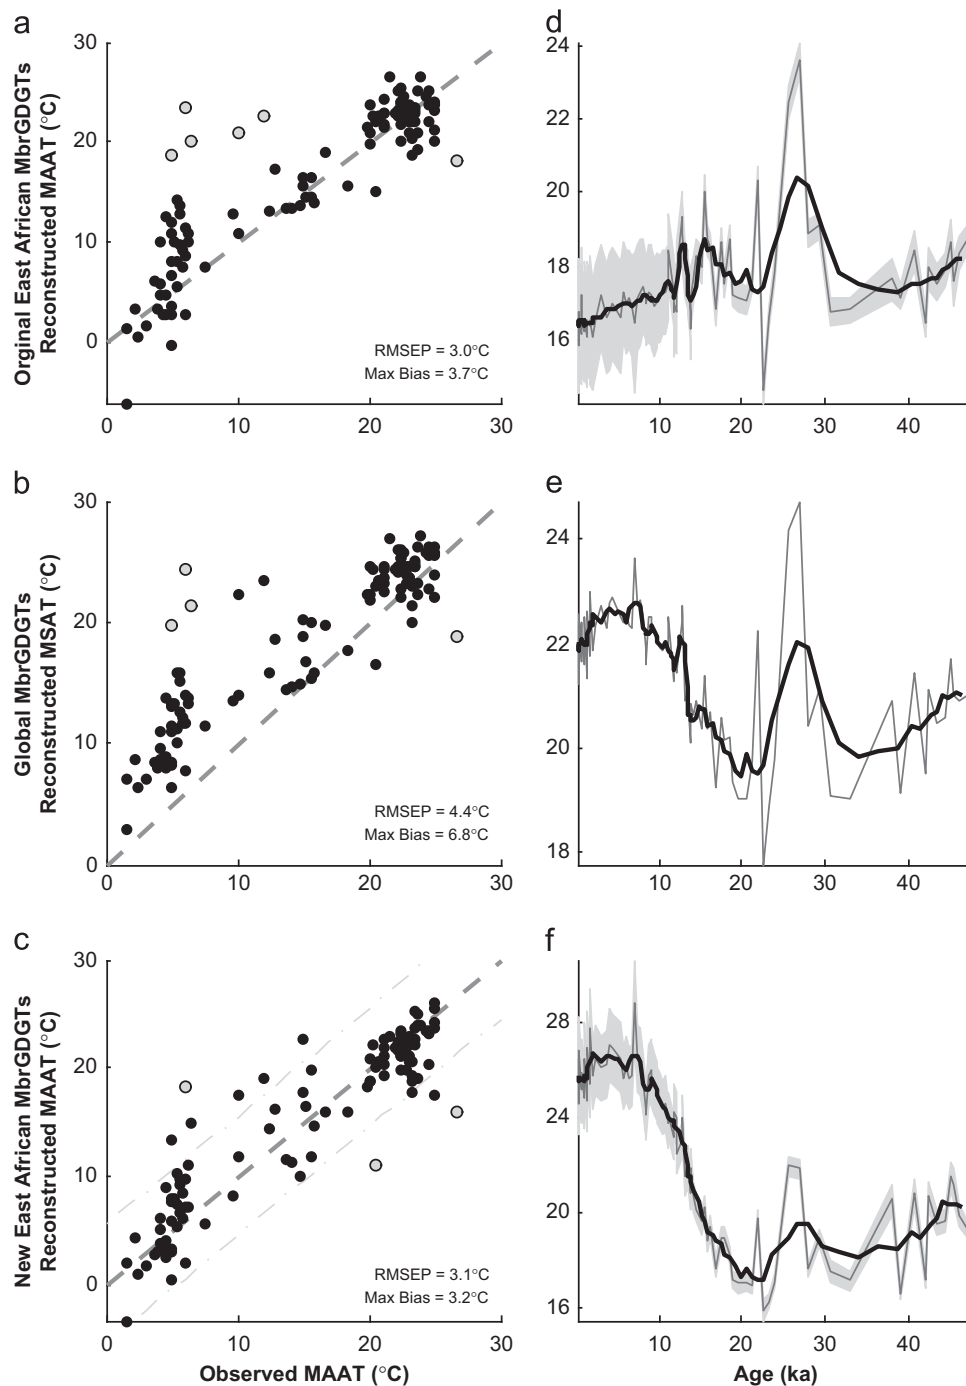 a
Orginal East African MbrGDGTs
Reconstructed MAAT (°C)
30
20
10
0
RMSEP = 3.0°C
Max Bias = 3.7°C
0 10 20 30
d
24
22
20
18
16
10 20 30 40
b
Global MbrGDGTs
Reconstructed MSAT (°C)
30
20
10
0
RMSEP = 4.4°C
Max Bias = 6.8°C
0 10 20 30
e
24
22
20
18
10 20 30 40
c
New East African MbrGDGTs
Reconstructed MAAT (°C)
30
20
10
0
RMSEP = 3.1°C
Max Bias = 3.2°C
0 10 20 30
Observed MAAT (°C)
f
28
24
20
16
10 20 30 40
Age (ka)